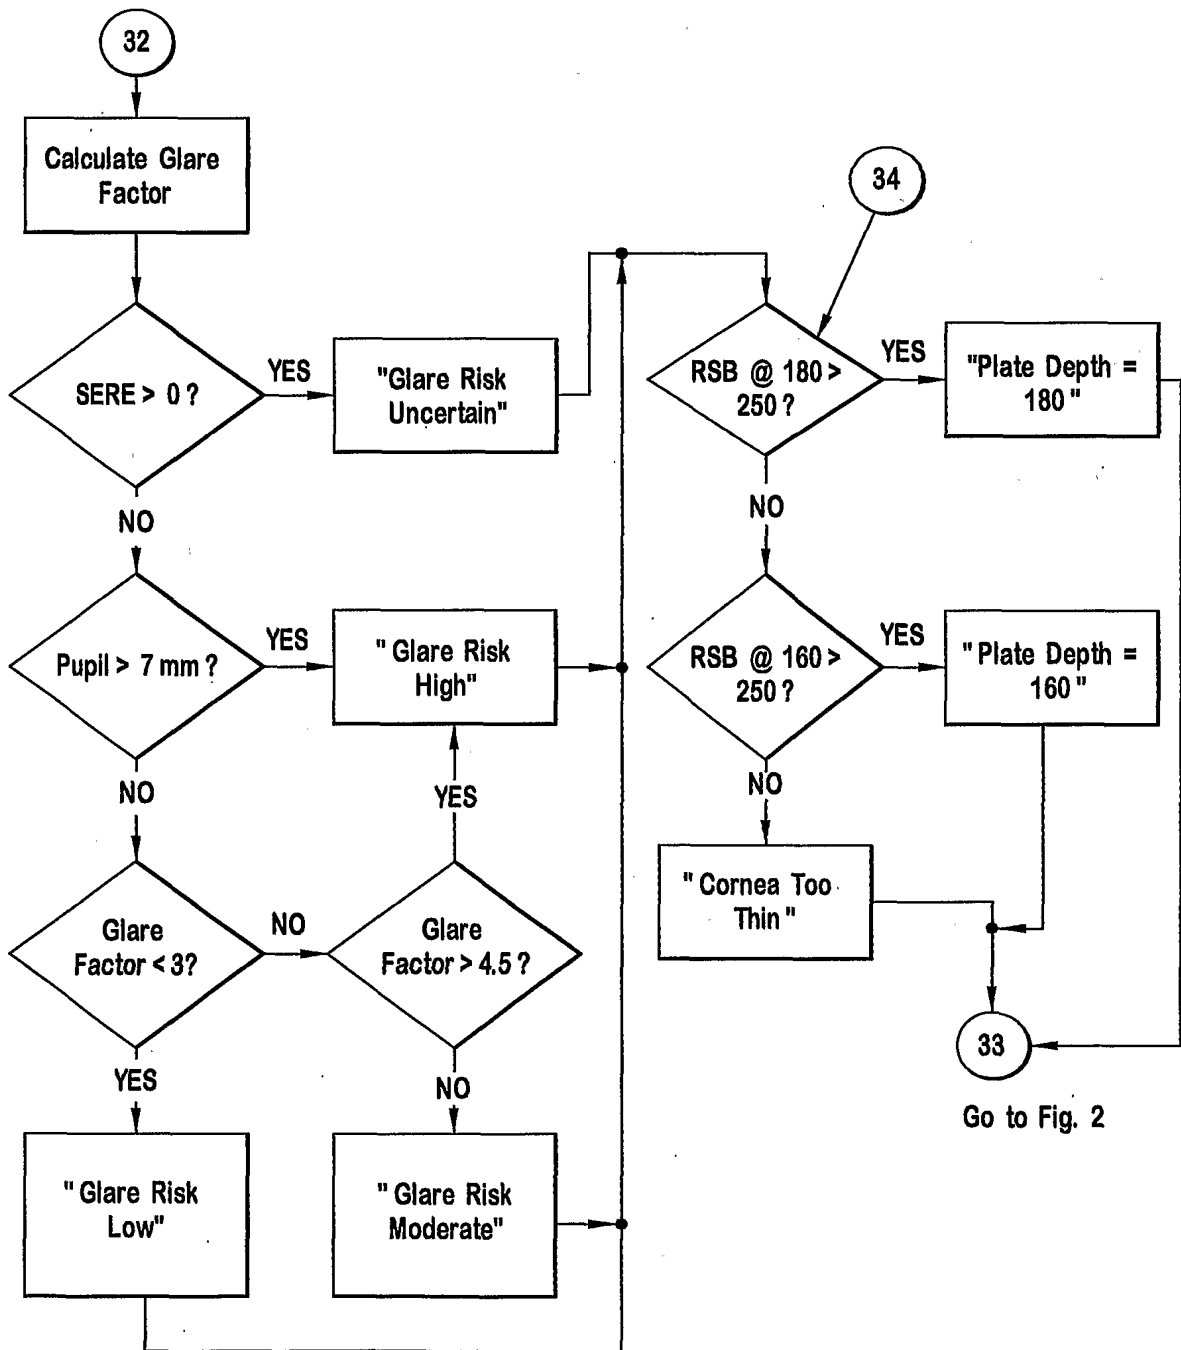 32
Calculate Glare
Factor
SERE > 0 ?
YES
"Glare Risk
Uncertain"
NO
Pupil > 7 mm ?
YES
" Glare Risk
High"
NO
YES
Glare
Factor < 3?
NO
Glare
Factor > 4.5 ?
YES
NO
" Glare Risk
Low"
" Glare Risk
Moderate"
34
RSB @ 180 >
250 ?
YES
"Plate Depth =
180 "
NO
RSB @ 160 >
250 ?
YES
" Plate Depth =
160 "
NO
" Cornea Too
Thin "
33
Go to Fig. 2